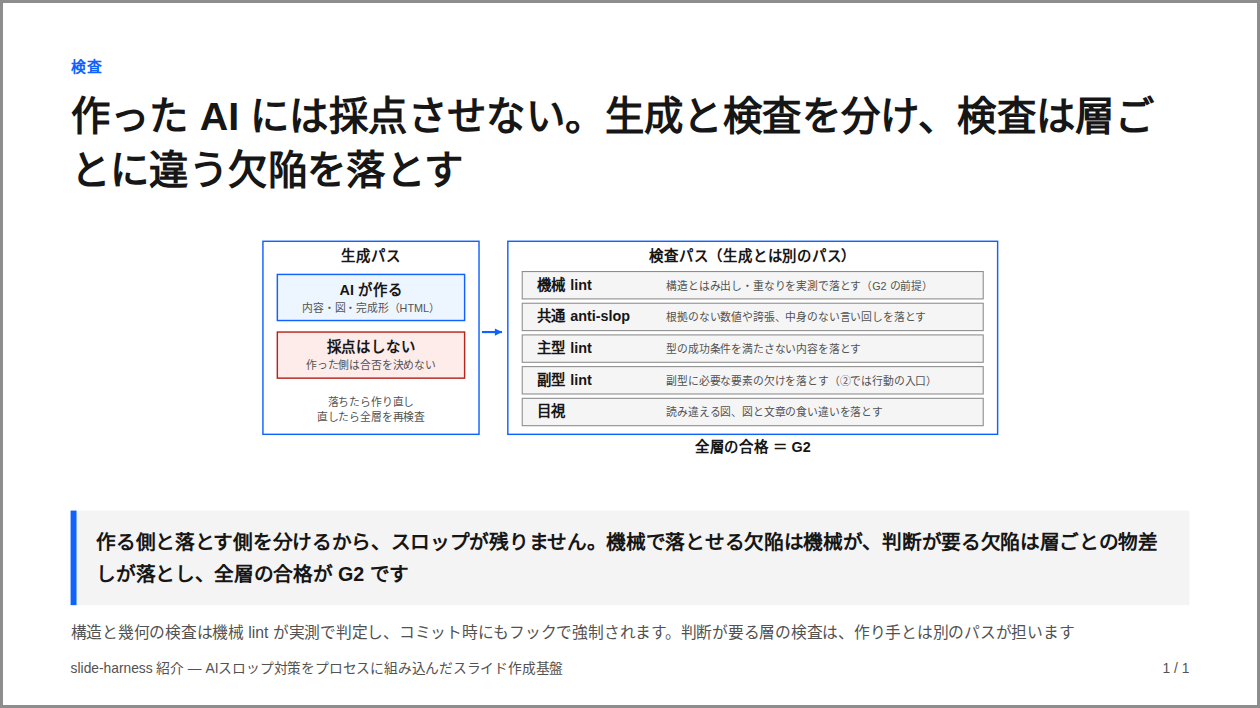 検査
作った AI には採点させない。生成と検査を分け、検査は層ご
とに違う欠陥を落とす
生成パス
AI が作る
内容・図・完成形（HTML）
採点はしない
作った側は合否を決めない
落ちたら作り直し
直したら全層を再検査
検査パス（生成とは別のパス）
機械 lint 構造とはみ出し・重なりを実測で落とす（G2 の前提）
共通 anti-slop 根拠のない数値や誇張、中身のない言い回しを落とす
主型 lint 型の成功条件を満たさない内容を落とす
副型 lint 副型に必要な要素の欠けを落とす（②では行動の入口）
目視 読み違える図、図と文章の食い違いを落とす
全層の合格 ＝ G2
作る側と落とす側を分けるから、スロップが残りません。機械で落とせる欠陥は機械が、判断が要る欠陥は層ごとの物差
しが落とし、全層の合格が G2 です
構造と幾何の検査は機械 lint が実測で判定し、コミット時にもフックで強制されます。判断が要る層の検査は、作り手とは別のパスが担います
slide-harness 紹介 — AIスロップ対策をプロセスに組み込んだスライド作成基盤
1 / 1